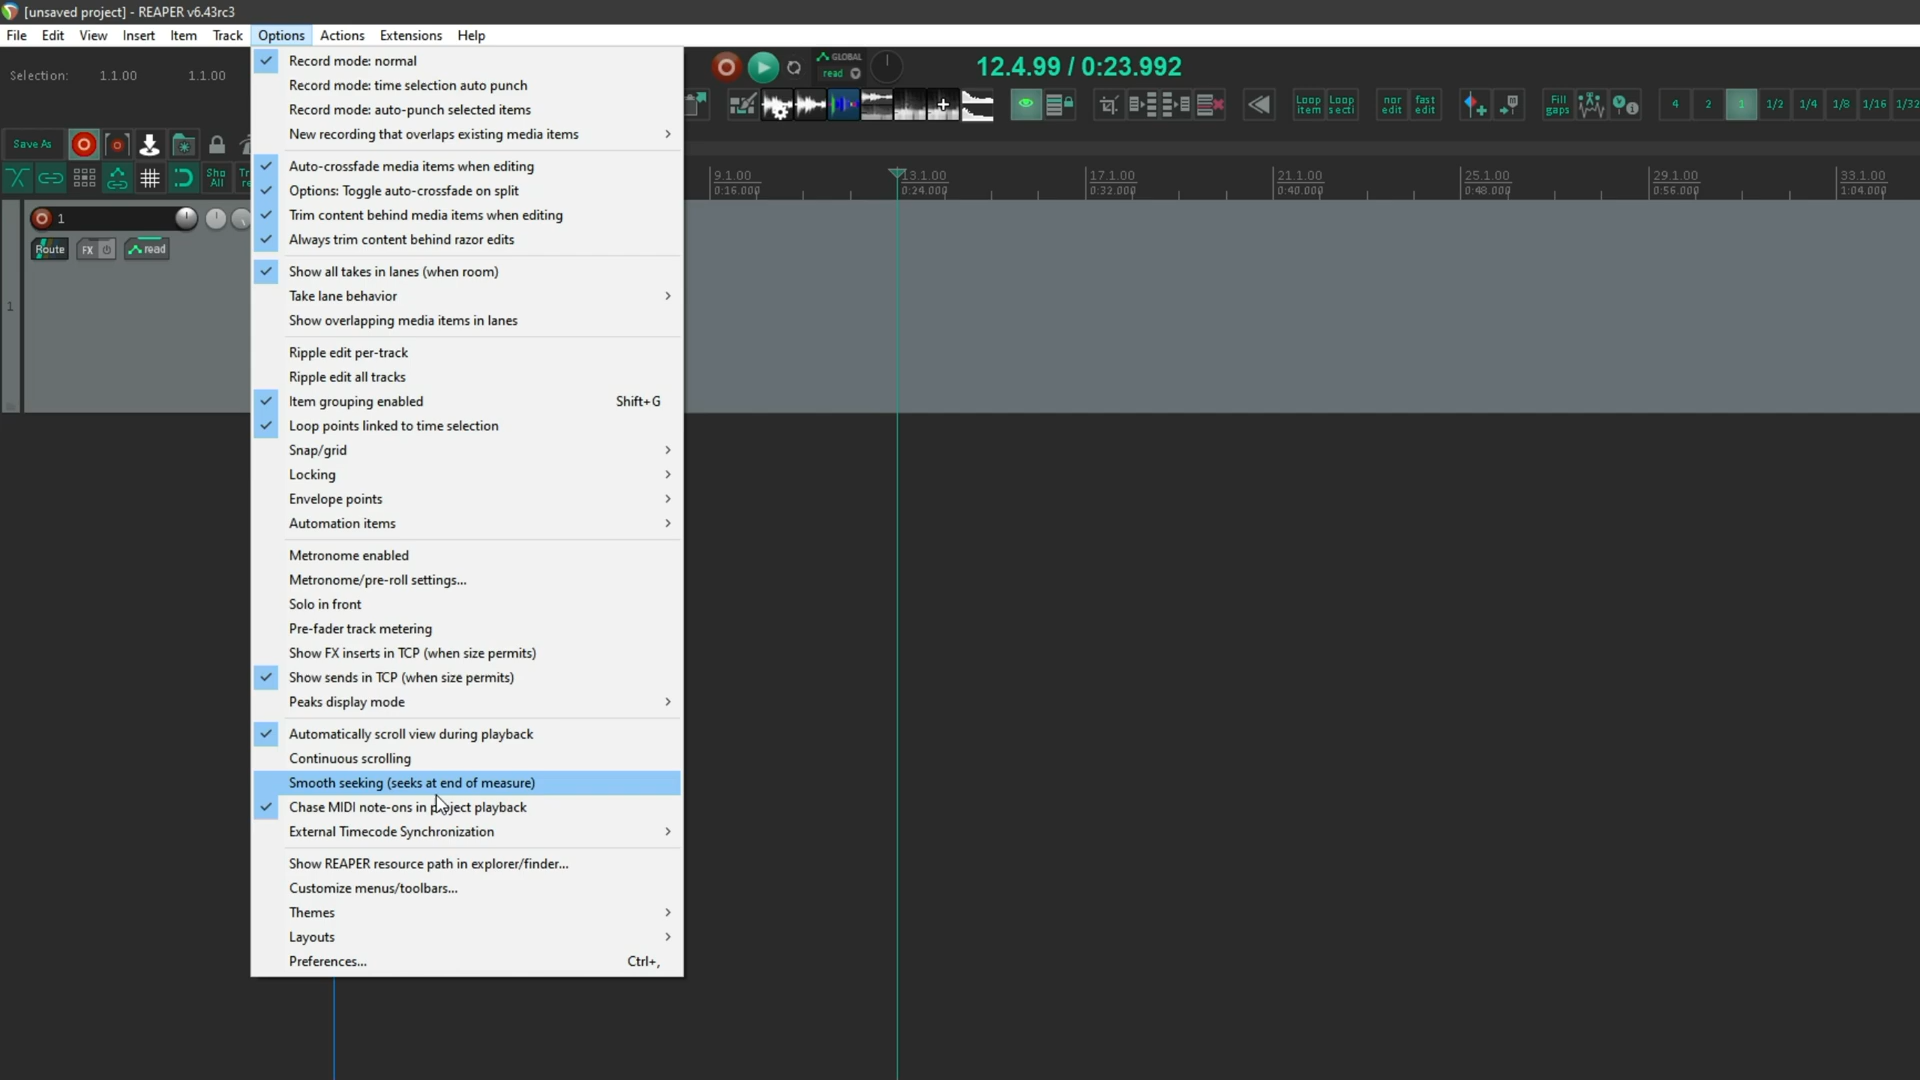 [unsaved project] - REAPER v6.43rc3
File Edit View Insert Item Track Options Actions Extensions Help
Selection: 1.1.00 1.1.00
GLOBAL
read
12.4.99 / 0:23.992
Loop item
Loop secti
nor edit
fast edit
Fill gaps
4 2 1 1/2 1/4 1/8 1/16 1/32
Save As
Sho All
9.1.00 13.1.00 17.1.00 21.1.00 25.1.00 29.1.00 33.1.00
0:16.000 0:24.000 0:32.000 0:40.000 0:48.000 0:56.000 1:04.000
1
1
Route FX read
Record mode: normal
Record mode: time selection auto punch
Record mode: auto-punch selected items
New recording that overlaps existing media items
Auto-crossfade media items when editing
Options: Toggle auto-crossfade on split
Trim content behind media items when editing
Always trim content behind razor edits
Show all takes in lanes (when room)
Take lane behavior
Show overlapping media items in lanes
Ripple edit per-track
Ripple edit all tracks
Item grouping enabled Shift+G
Loop points linked to time selection
Snap/grid
Locking
Envelope points
Automation items
Metronome enabled
Metronome/pre-roll settings...
Solo in front
Pre-fader track metering
Show FX inserts in TCP (when size permits)
Show sends in TCP (when size permits)
Peaks display mode
Automatically scroll view during playback
Continuous scrolling
Smooth seeking (seeks at end of measure)
Chase MIDI note-ons in project playback
External Timecode Synchronization
Show REAPER resource path in explorer/finder...
Customize menus/toolbars...
Themes
Layouts
Preferences... Ctrl+,